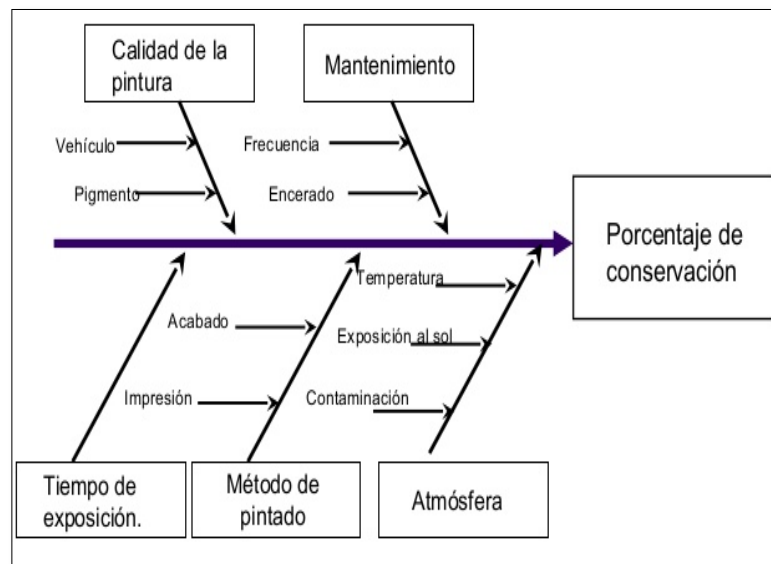 Calidad de la
pintura
Mantenimiento
Vehículo
Frecuencia
Pigmento
Encerado
Porcentaje de
conservación
Temperatura
Acabado
Exposición al sol
Impresión
Contaminación
Tiempo de
exposición.
Método de
pintado
Atmósfera